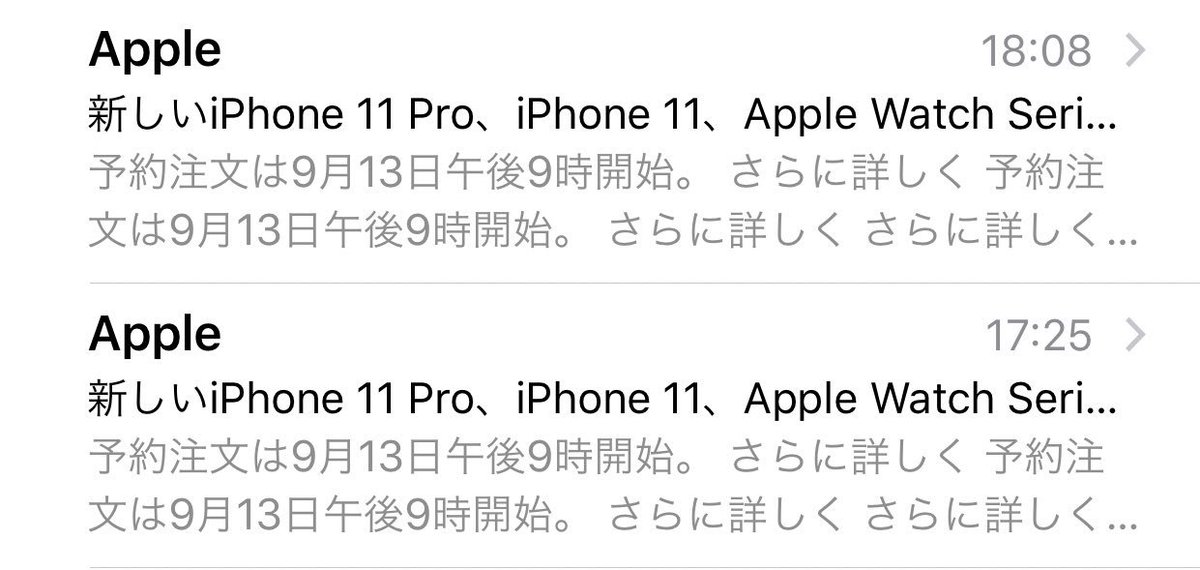 Apple 18:08
新しいiPhone 11 Pro、iPhone 11、Apple Watch Seri...
予約注文は9月13日午後9時開始。 さらに詳しく 予約注
文は9月13日午後9時開始。 さらに詳しく さらに詳しく...
Apple 17:25
新しいiPhone 11 Pro、iPhone 11、Apple Watch Seri...
予約注文は9月13日午後9時開始。 さらに詳しく 予約注
文は9月13日午後9時開始。 さらに詳しく さらに詳しく...